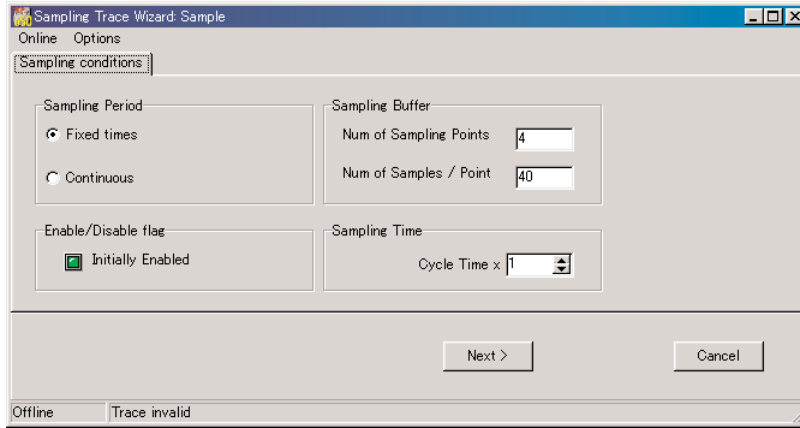 Sampling Trace Wizard: Sample
Online Options
Sampling conditions
Sampling Period
Fixed times
Continuous
Sampling Buffer
Num of Sampling Points 4
Num of Samples / Point 40
Enable/Disable flag
Initially Enabled
Sampling Time
Cycle Time x 1
Next > Cancel
Offline Trace invalid